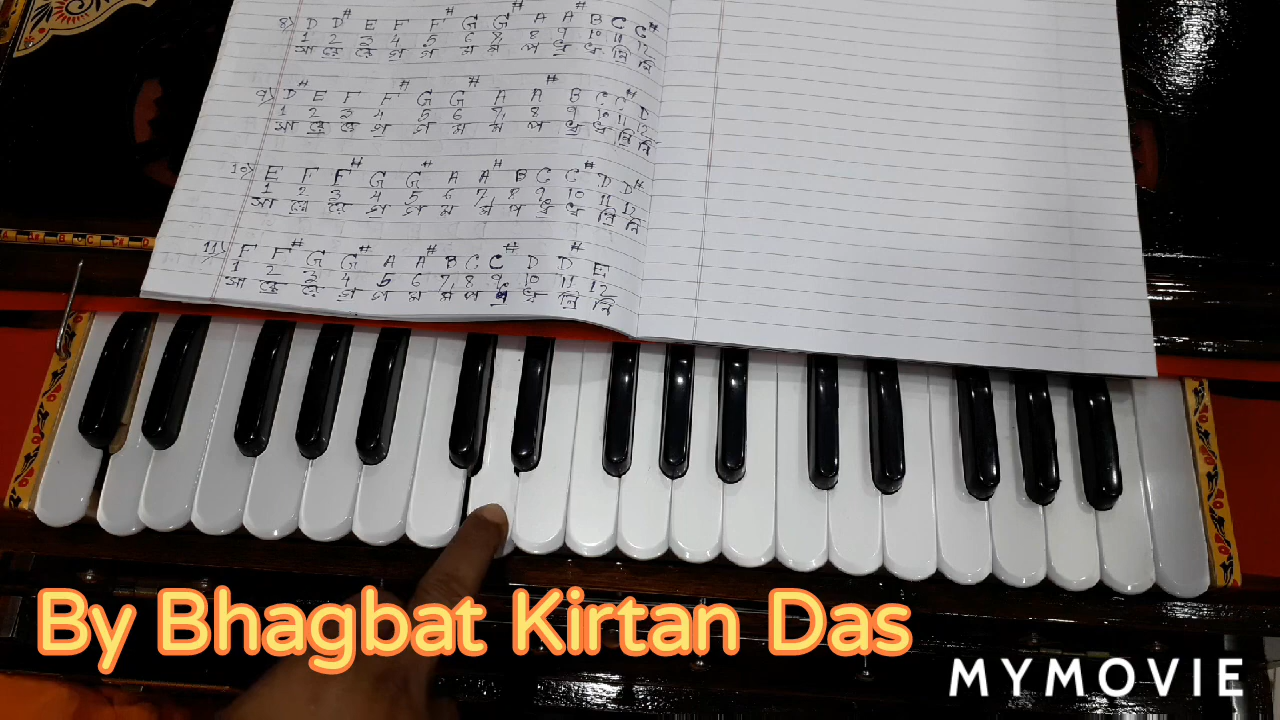 8) D D# E F F# G G# A A# B C C#
1 2 3 4 5 6 7 8 9 10 11 12
সা রে রে গ গ ম ম প ধ ধ নি নি
9) D# E F F# G G# A A# B C C# D
1 2 3 4 5 6 7 8 9 10 11 12
সা রে রে গ গ ম ম প ধ ধ নি নি
10) E F F# G G# A A# B C C# D D#
1 2 3 4 5 6 7 8 9 10 11 12
সা রে রে গ গ ম ম প ধ ধ নি নি
11) F F# G G# A A# B C C# D D# E
1 2 3 4 5 6 7 8 9 10 11 12
সা রে রে গ গ ম ম প ধ ধ নি নি
A A# B C C# D
By Bhagbat Kirtan Das
MYMOVIE